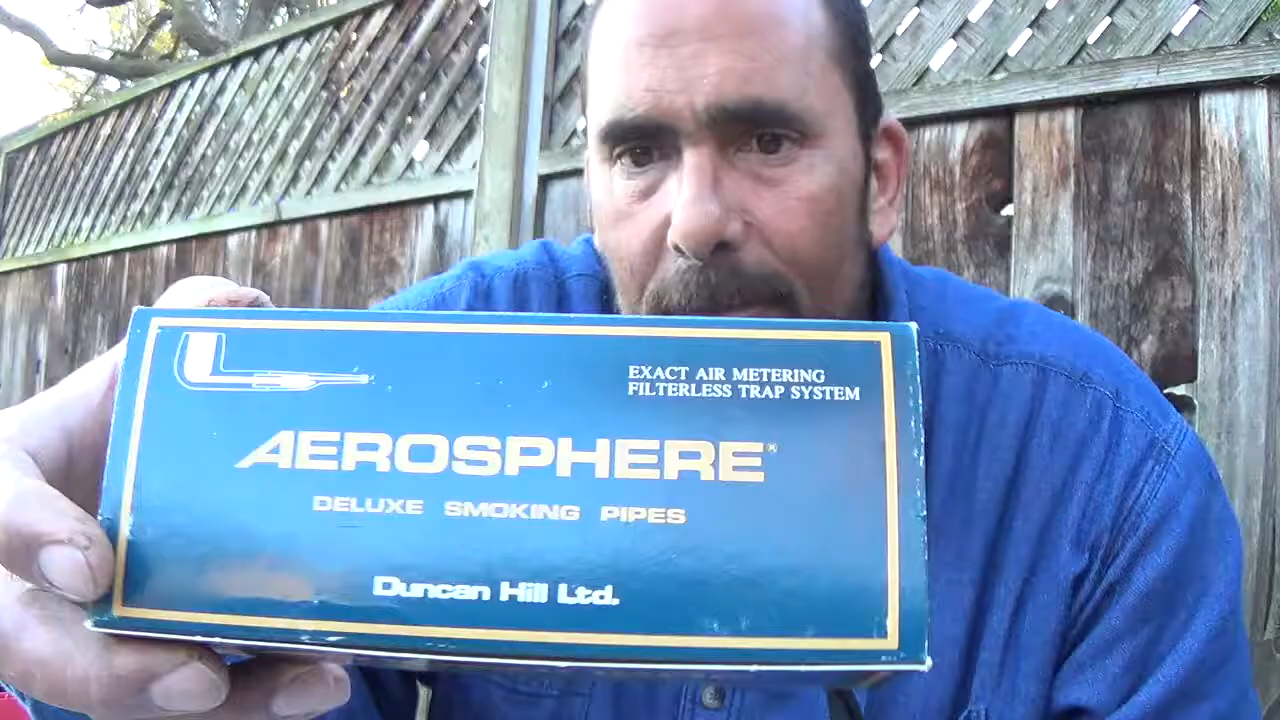 EXACT AIR METERING
FILTERLESS TRAP SYSTEM
AEROSPHERE®
DELUXE SMOKING PIPES
Duncan Hill Ltd.